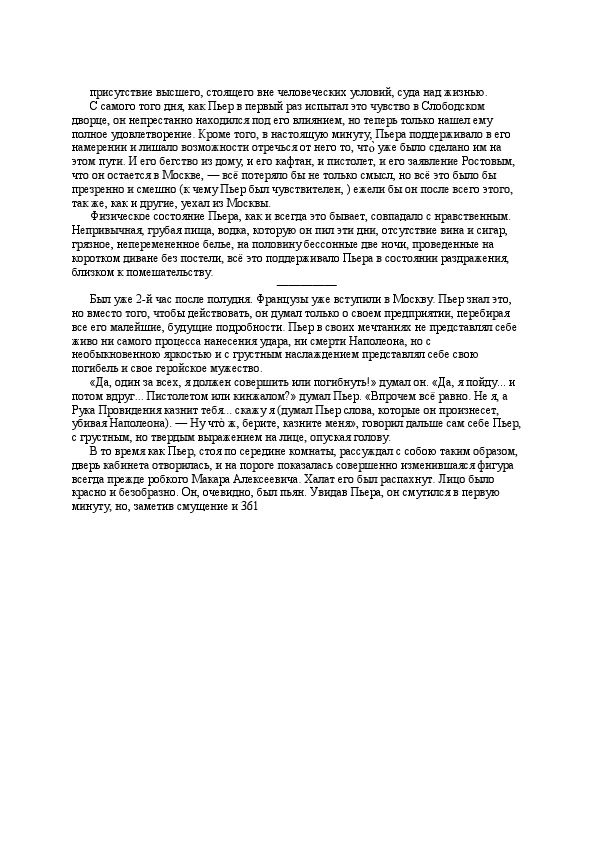 присутствие высшего, стоящего вне человеческих условий, суда над жизнью.
С самого того дня, как Пьер в первый раз испытал это чувство в Слободском
дворце, он непрестанно находился под его влиянием, но теперь только нашел ему
полное удовлетворение. Кроме того, в настоящую минуту, Пьера поддерживало в его
намерении и лишало возможности отречься от него то, что̀ уже было сделано им на
этом пути. И его бегство из дому, и его кафтан, и пистолет, и его заявление Ростовым,
что он остается в Москве, — всё потеряло бы не только смысл, но всё это было бы
презренно и смешно (к чему Пьер был чувствителен, ) ежели бы он после всего этого,
так же, как и другие, уехал из Москвы.
Физическое состояние Пьера, как и всегда это бывает, совпадало с нравственным.
Непривычная, грубая пища, водка, которую он пил эти дни, отсутствие вина и сигар,
грязное, неперемененное белье, на половину бессонные две ночи, проведенные на
коротком диване без постели, всё это поддерживало Пьера в состоянии раздражения,
близком к помешательству.
__________
Был уже 2-й час после полудня. Французы уже вступили в Москву. Пьер знал это,
но вместо того, чтобы действовать, он думал только о своем предприятии, перебирая
все его малейшие, будущие подробности. Пьер в своих мечтаниях не представлял себе
живо ни самого процесса нанесения удара, ни смерти Наполеона, но с
необыкновенною яркостью и с грустным наслаждением представлял себе свою
погибель и свое геройское мужество.
«Да, один за всех, я должен совершить или погибнуть!» думал он. «Да, я пойду... и
потом вдруг... Пистолетом или кинжалом?» думал Пьер. «Впрочем всё равно. Не я, а
Рука Провидения казнит тебя... скажу я (думал Пьер слова, которые он произнесет,
убивая Наполеона). — Ну что̀ ж, берите, казните меня», говорил дальше сам себе Пьер,
с грустным, но твердым выражением на лице, опуская голову.
В то время как Пьер, стоя по середине комнаты, рассуждал с собою таким образом,
дверь кабинета отворилась, и на пороге показалась совершенно изменившаяся фигура
всегда прежде робкого Макара Алексеевича. Халат его был распахнут. Лицо было
красно и безобразно. Он, очевидно, был пьян. Увидав Пьера, он смутился в первую
минуту, но, заметив смущение и 361